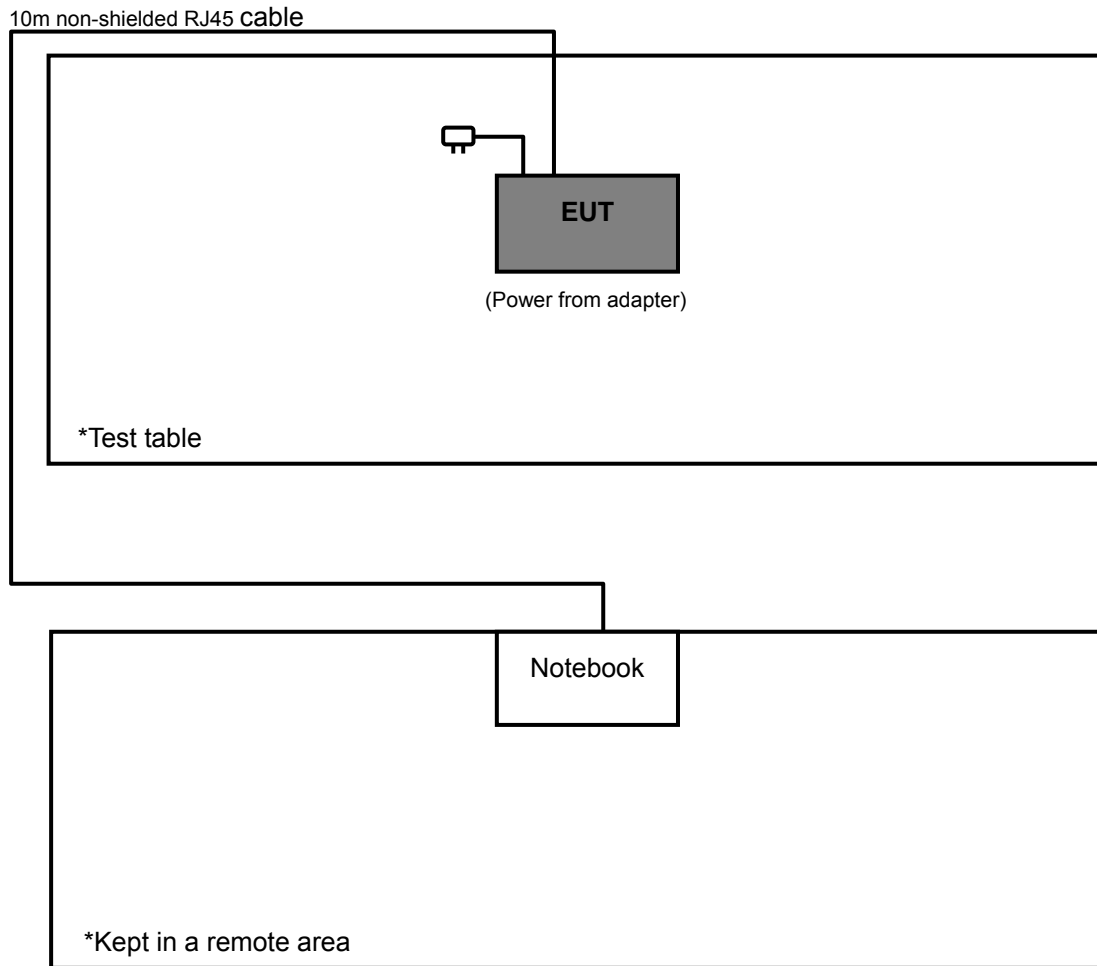 10m non-shielded RJ45 cable
EUT
(Power from adapter)
*Test table
Notebook
*Kept in a remote area